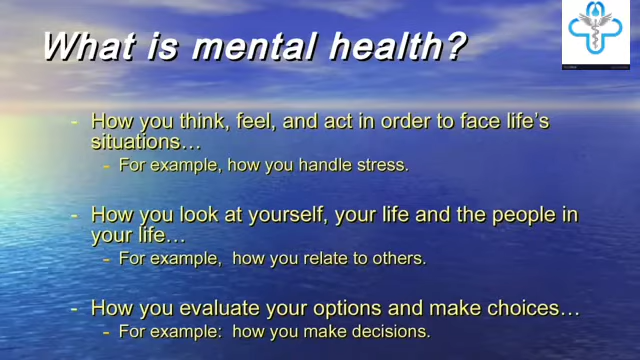 What is mental health?
- How you think, feel, and act in order to face life's
situations…
- For example, how you handle stress.
- How you look at yourself, your life and the people in
your life…
- For example,  how you relate to others.
- How you evaluate your options and make choices…
- For example:  how you make decisions.